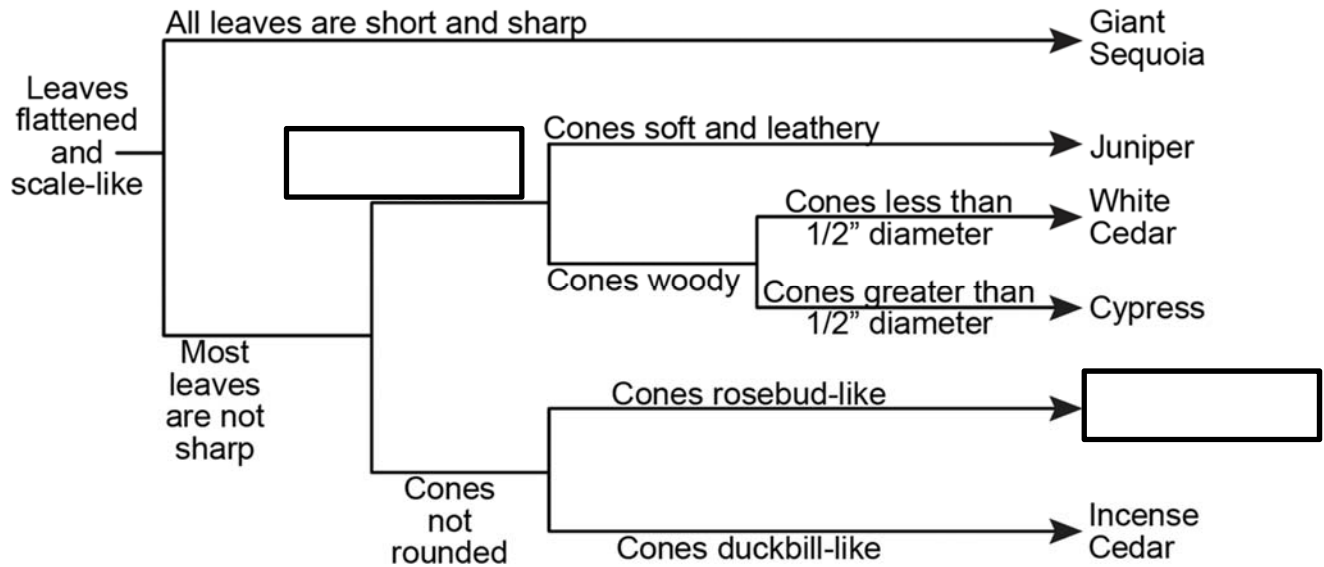 All leaves are short and sharp
Giant
Sequoia
Leaves
flattened
and
scale-like
Cones soft and leathery
Juniper
Cones less than
1/2” diameter
White
Cedar
Cones woody
Cones greater than
1/2” diameter
Cypress
Most
leaves
are not
sharp
Cones rosebud-like
Cones
not
rounded
Cones duckbill-like
Incense
Cedar